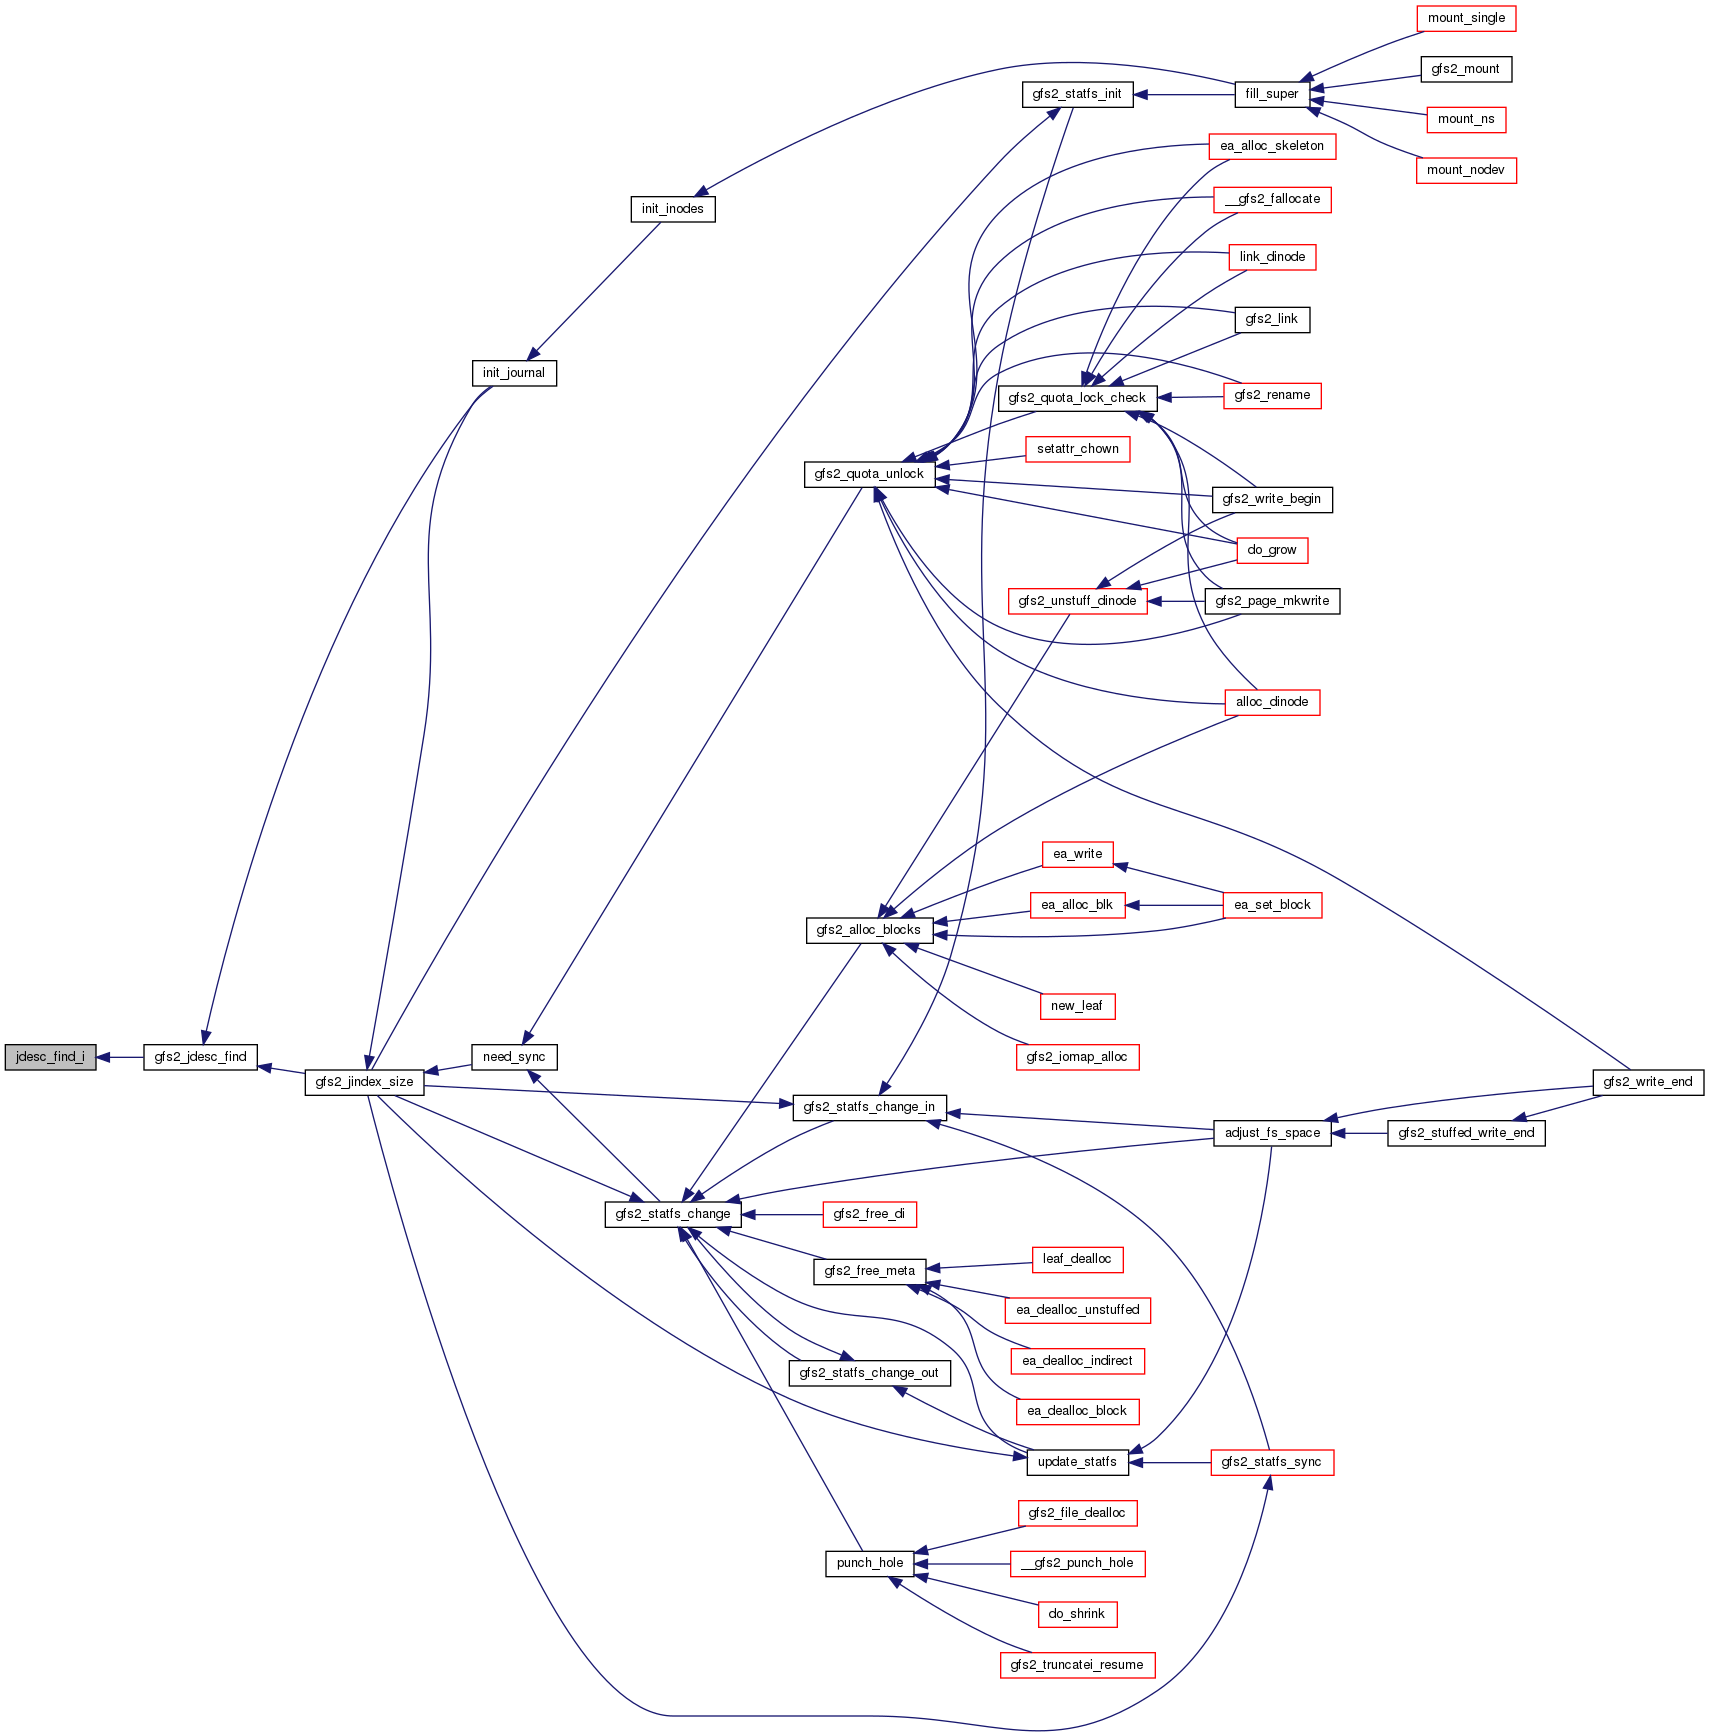 mount_single
gfs2_mount
gfs2_statfs_init
fill_super
mount_ns
ea_alloc_skeleton
mount_nodev
init_inodes
__gfs2_fallocate
link_dinode
gfs2_link
init_journal
gfs2_quota_lock_check
gfs2_rename
setattr_chown
gfs2_quota_unlock
gfs2_write_begin
do_grow
gfs2_unstuff_dinode
gfs2_page_mkwrite
alloc_dinode
ea_write
ea_alloc_blk
ea_set_block
gfs2_alloc_blocks
new_leaf
jdesc_find_i
gfs2_jdesc_find
need_sync
gfs2_iomap_alloc
gfs2_jindex_size
gfs2_write_end
gfs2_statfs_change_in
adjust_fs_space
gfs2_stuffed_write_end
gfs2_statfs_change
gfs2_free_di
leaf_dealloc
gfs2_free_meta
ea_dealloc_unstuffed
ea_dealloc_indirect
gfs2_statfs_change_out
ea_dealloc_block
update_statfs
gfs2_statfs_sync
gfs2_file_dealloc
punch_hole
__gfs2_punch_hole
do_shrink
gfs2_truncatei_resume